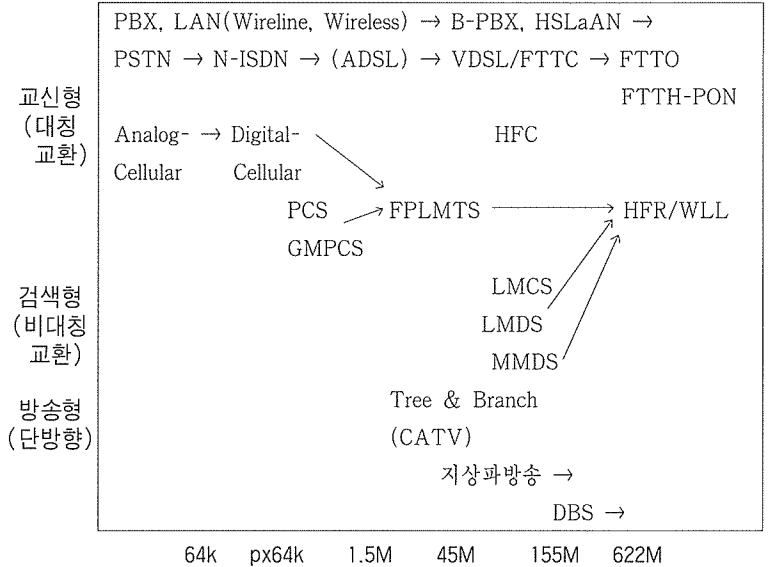 PBX, LAN(Wireline, Wireless) → B-PBX, HSLaAN →
PSTN → N-ISDN → (ADSL) → VDSL/FTTC → FTTO
FTTH-PON
교신형
(대칭
교환)
Analog- → Digital- HFC
Cellular Cellular
PCS FPLMTS HFR/WLL
GMPCS
검색형
(비대칭
교환)
LMCS
LMDS
MMDS
방송형
(단방향)
Tree & Branch
(CATV)
지상파방송 →
DBS →
64k px64k 1.5M 45M 155M 622M